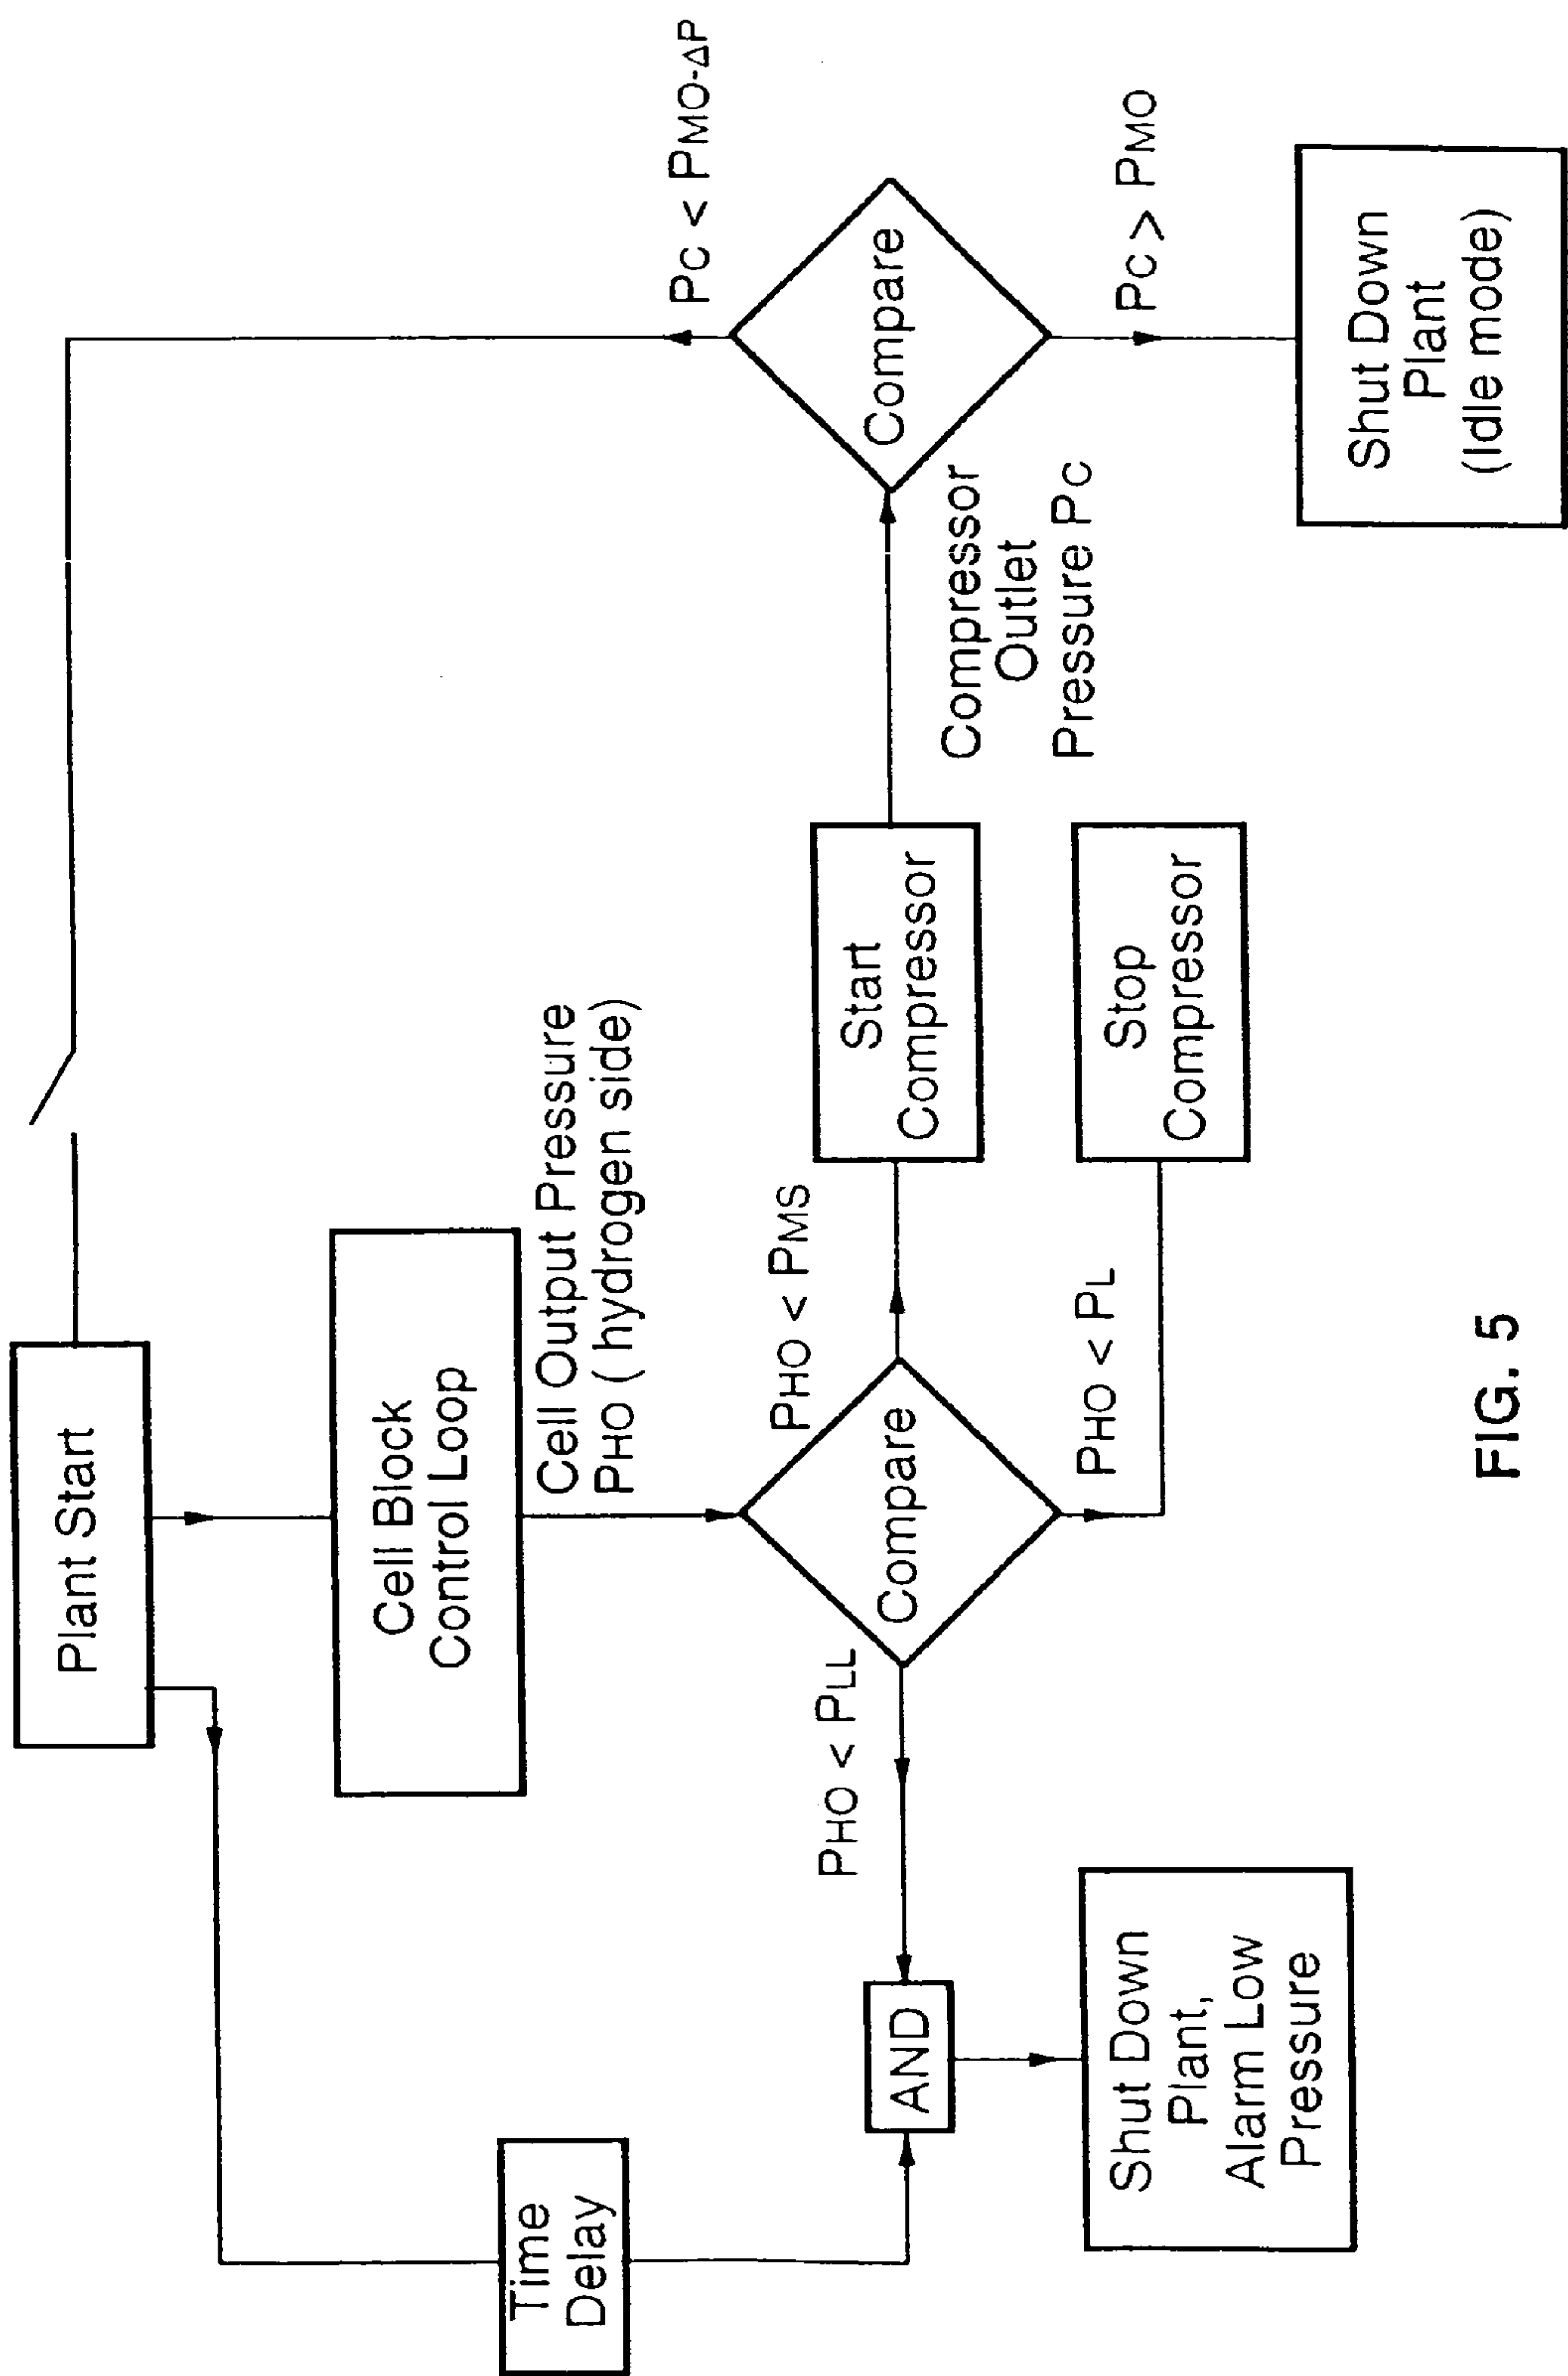 Plant Start
Cell Block
Control Loop
Time
Delay
Cell Output Pressure
PHO ( hydrogen side)
PHO < PLL
Compare
PHO < PMS
PHO < PL
AND
Shut Down
Plant,
Alarm Low
Pressure
Start
Compressor
Stop
Compressor
Compressor
Outlet
Pressure PC
Compare
PC < PMO-ΔP
PC > PMO
Shut Down
Plant
(Idle mode)
FIG. 5